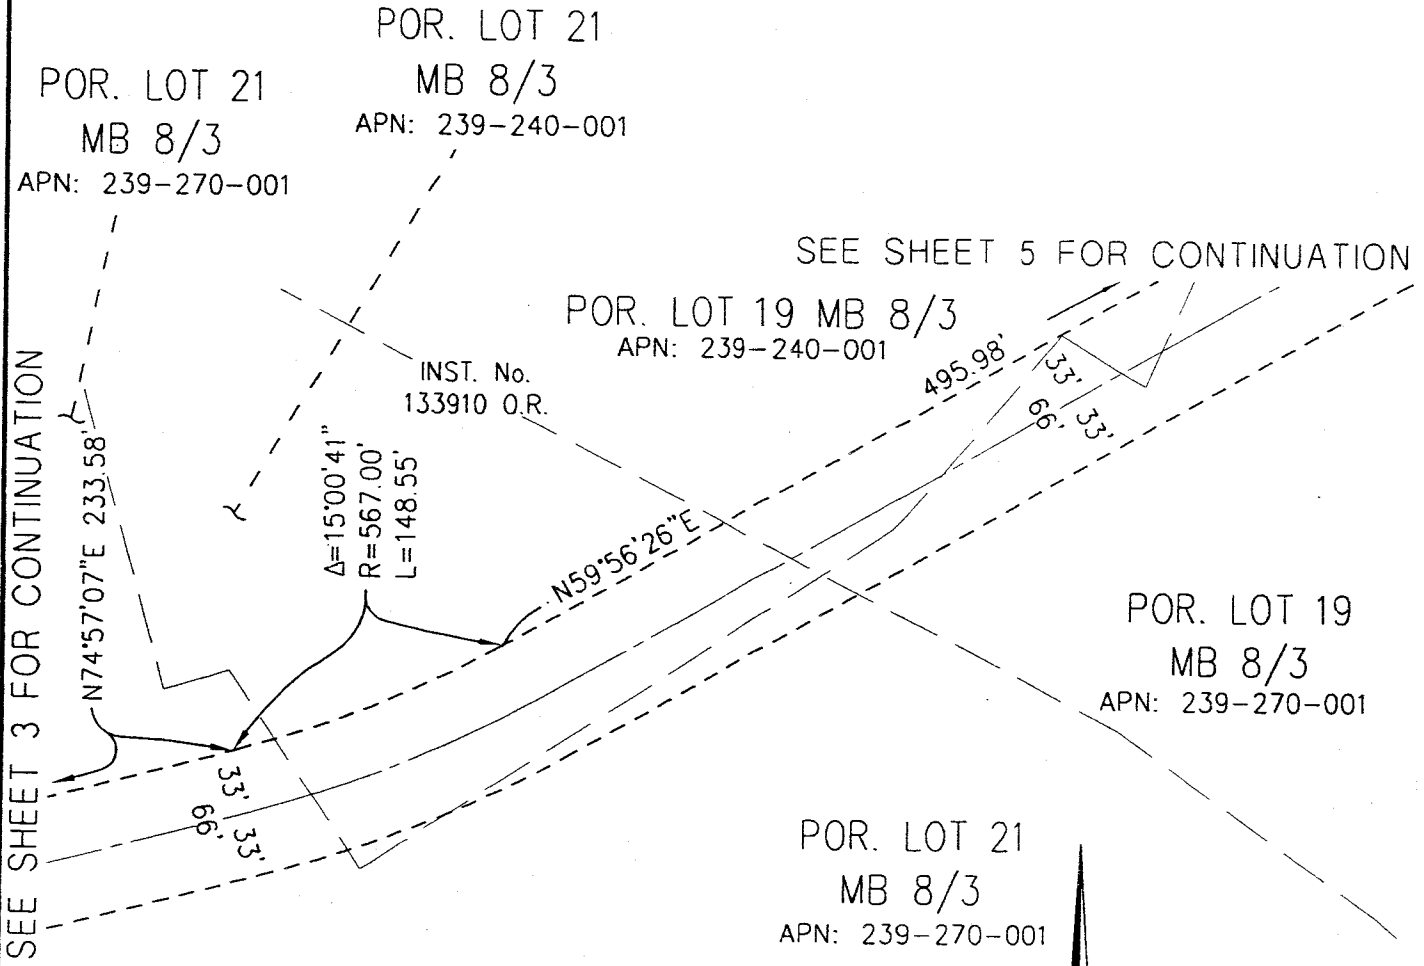 POR. LOT 21
MB 8/3
APN: 239-270-001
POR. LOT 21
MB 8/3
APN: 239-240-001
SEE SHEET 5 FOR CONTINUATION
POR. LOT 19 MB 8/3
APN: 239-240-001
INST. No.
133910 O.R.
495.98'
33'
66'
33'
SEE SHEET 3 FOR CONTINUATION
N74°57'07"E 233.58'
Δ=15°00'41"
R=567.00'
L=148.55'
N59°56'26"E
POR. LOT 19
MB 8/3
APN: 239-270-001
33'
66'
33'
POR. LOT 21
MB 8/3
APN: 239-270-001